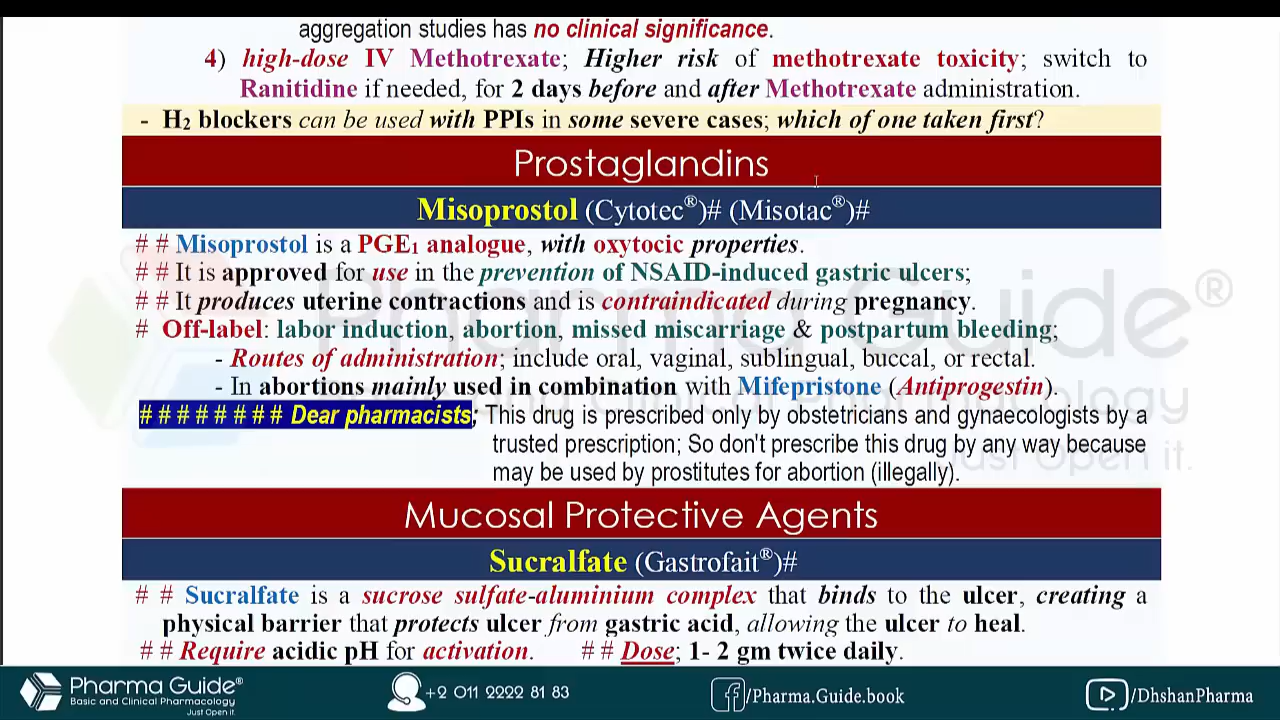 aggregation studies has no clinical significance.
4) high-dose IV Methotrexate; Higher risk of methotrexate toxicity; switch to
Ranitidine if needed, for 2 days before and after Methotrexate administration.
- H₂ blockers can be used with PPIs in some severe cases; which of one taken first?
Prostaglandins
Misoprostol (Cytotec®)# (Misotac®)#
# # Misoprostol is a PGE₁ analogue, with oxytocic properties.
# # It is approved for use in the prevention of NSAID-induced gastric ulcers;
# # It produces uterine contractions and is contraindicated during pregnancy.
# Off-label: labor induction, abortion, missed miscarriage & postpartum bleeding;
- Routes of administration; include oral, vaginal, sublingual, buccal, or rectal.
- In abortions mainly used in combination with Mifepristone (Antiprogestin).
# # # # # # # # Dear pharmacists; This drug is prescribed only by obstetricians and gynaecologists by a
trusted prescription; So don't prescribe this drug by any way because
may be used by prostitutes for abortion (illegally).
Mucosal Protective Agents
Sucralfate (Gastrofait®)#
# # Sucralfate is a sucrose sulfate-aluminium complex that binds to the ulcer, creating a
physical barrier that protects ulcer from gastric acid, allowing the ulcer to heal.
# # Require acidic pH for activation. # # Dose; 1- 2 gm twice daily.
Pharma Guide®
Basic and Clinical Pharmacology
Just Open it.
+2 011 2222 81 83
/Pharma.Guide.book
/DhshanPharma